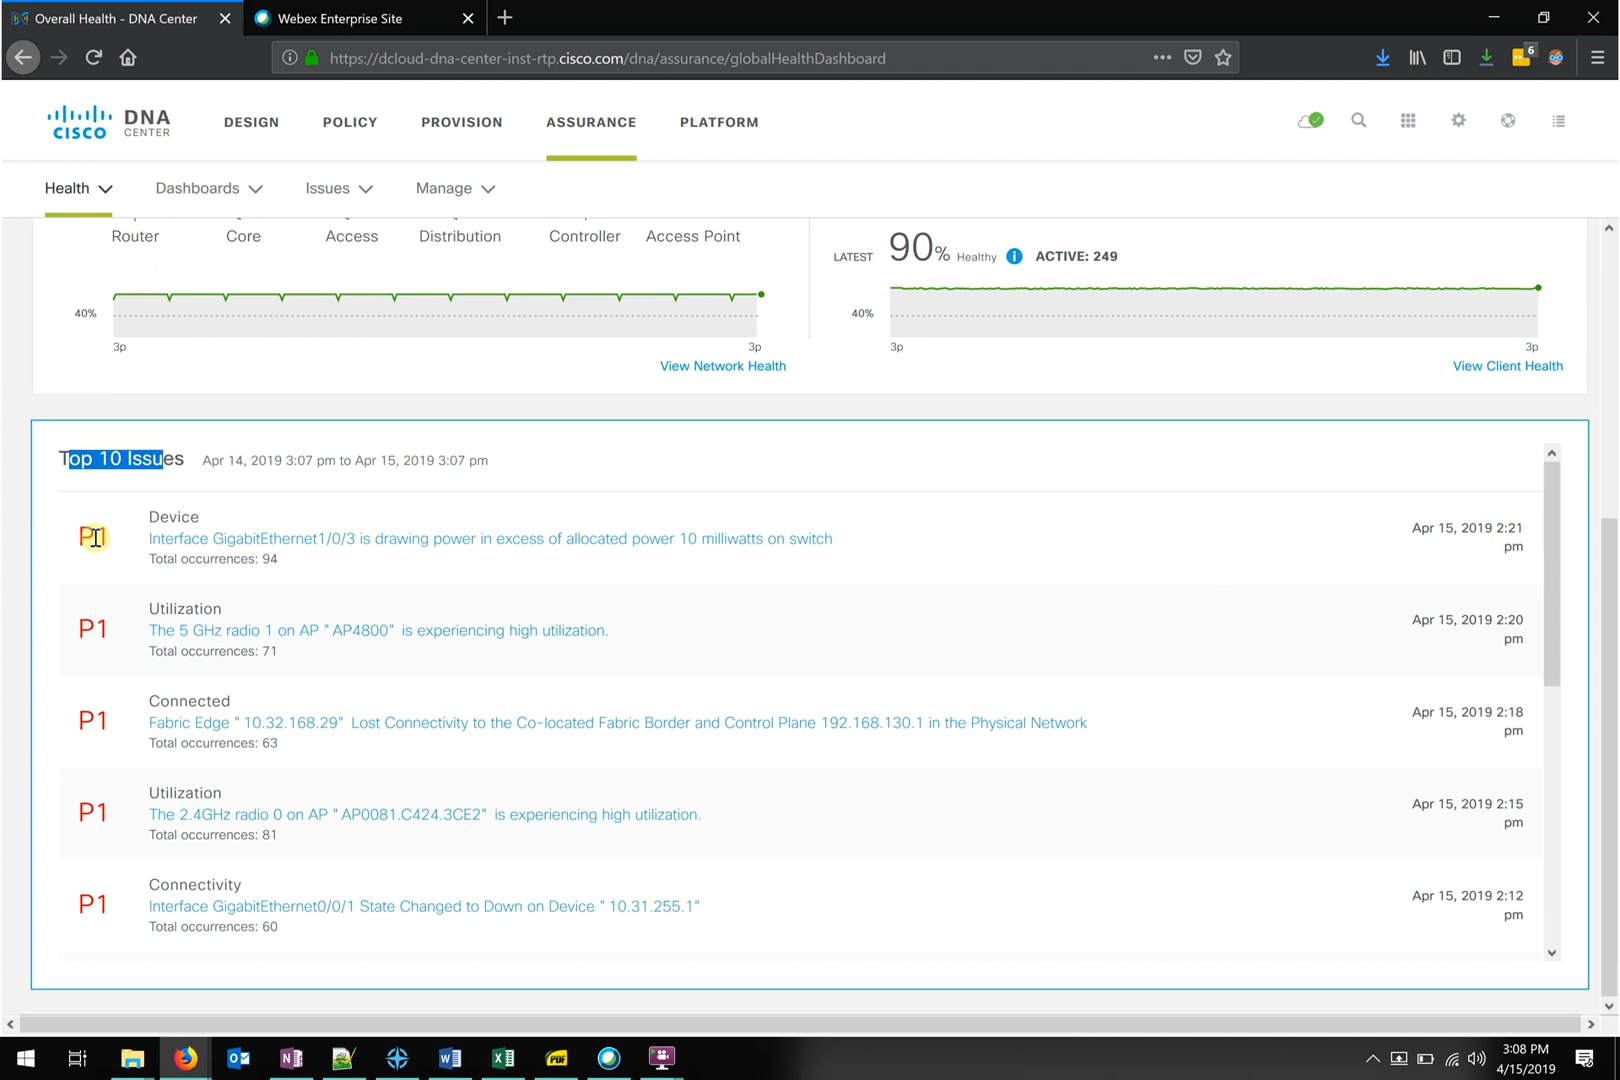 Overall Health - DNA Center
Webex Enterprise Site
https://dcloud-dna-center-inst-rtp.cisco.com/dna/assurance/globalHealthDashboard
6
CISCO
DNA
CENTER
DESIGN
POLICY
PROVISION
ASSURANCE
PLATFORM
Health
Dashboards
Issues
Manage
Router
Core
Access
Distribution
Controller
Access Point
LATEST
90% Healthy
ACTIVE: 249
40%
40%
3p
3p
3p
3p
View Network Health
View Client Health
Top 10 Issues
Apr 14, 2019 3:07 pm to Apr 15, 2019 3:07 pm
P1
Device
Interface GigabitEthernet1/0/3 is drawing power in excess of allocated power 10 milliwatts on switch
Total occurrences: 94
Apr 15, 2019 2:21
pm
P1
Utilization
The 5 GHz radio 1 on AP " AP4800" is experiencing high utilization.
Total occurrences: 71
Apr 15, 2019 2:20
pm
P1
Connected
Fabric Edge " 10.32.168.29" Lost Connectivity to the Co-located Fabric Border and Control Plane 192.168.130.1 in the Physical Network
Total occurrences: 63
Apr 15, 2019 2:18
pm
P1
Utilization
The 2.4GHz radio 0 on AP " AP0081.C424.3CE2" is experiencing high utilization.
Total occurrences: 81
Apr 15, 2019 2:15
pm
P1
Connectivity
Interface GigabitEthernet0/0/1 State Changed to Down on Device " 10.31.255.1"
Total occurrences: 60
Apr 15, 2019 2:12
pm
PDF
3:08 PM
4/15/2019